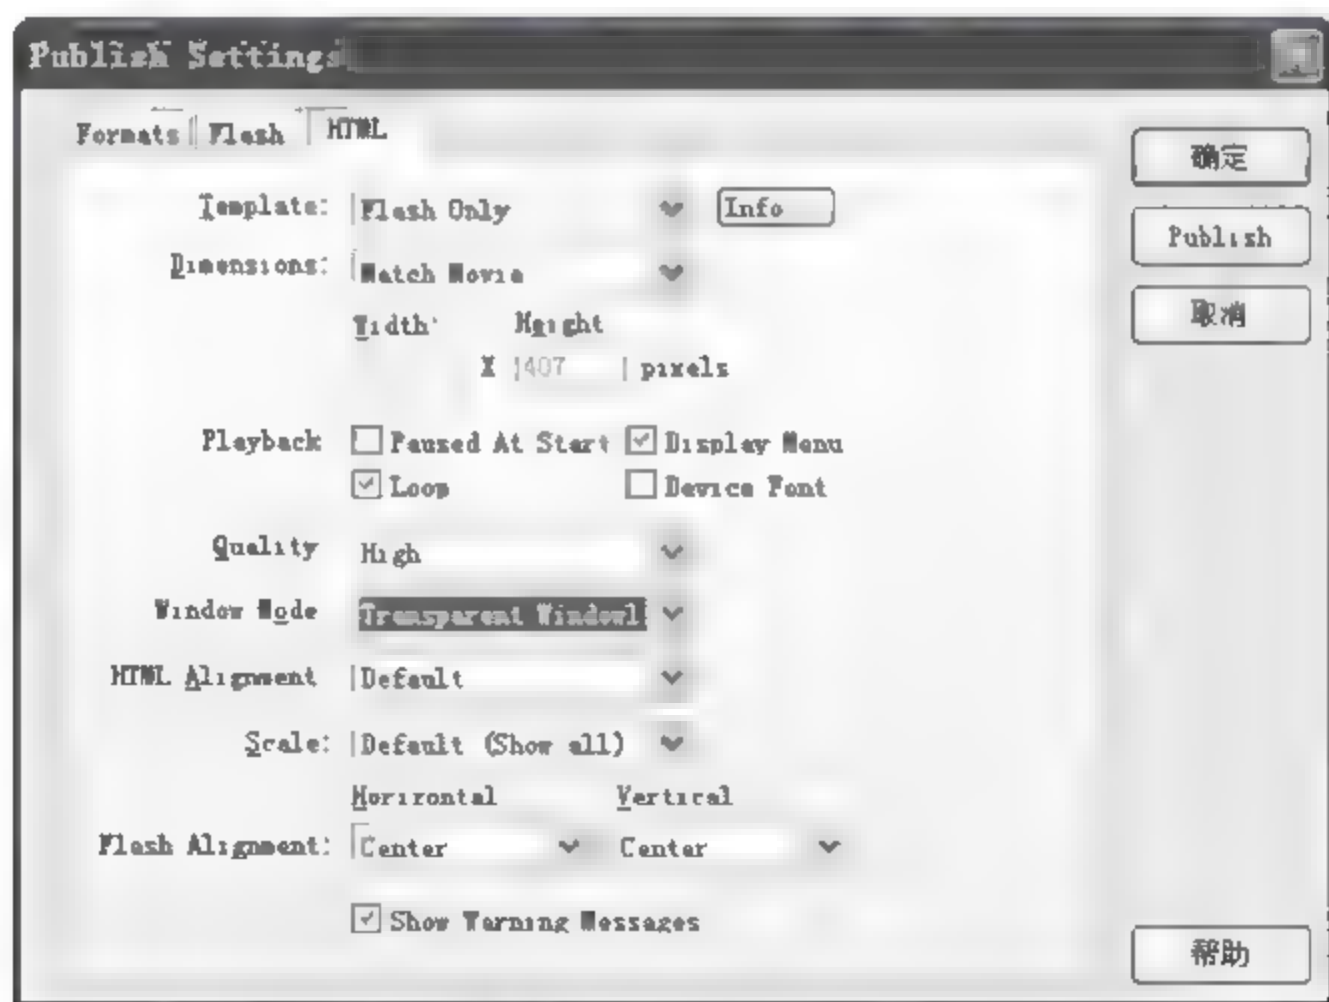 Publish Settings
Formats Flash HTML
确定
Template: Flash Only Info
Publish
Dimensions: Match Movie
Width: Height
取消
X 407 pixels
Playback Paused At Start Display Menu
Loop Device Font
Quality High
Window Mode Transparent Windowl
HTML Alignment Default
Scale: Default (Show all)
Horizontal Vertical
Flash Alignment: Center Center
Show Warning Messages
帮助